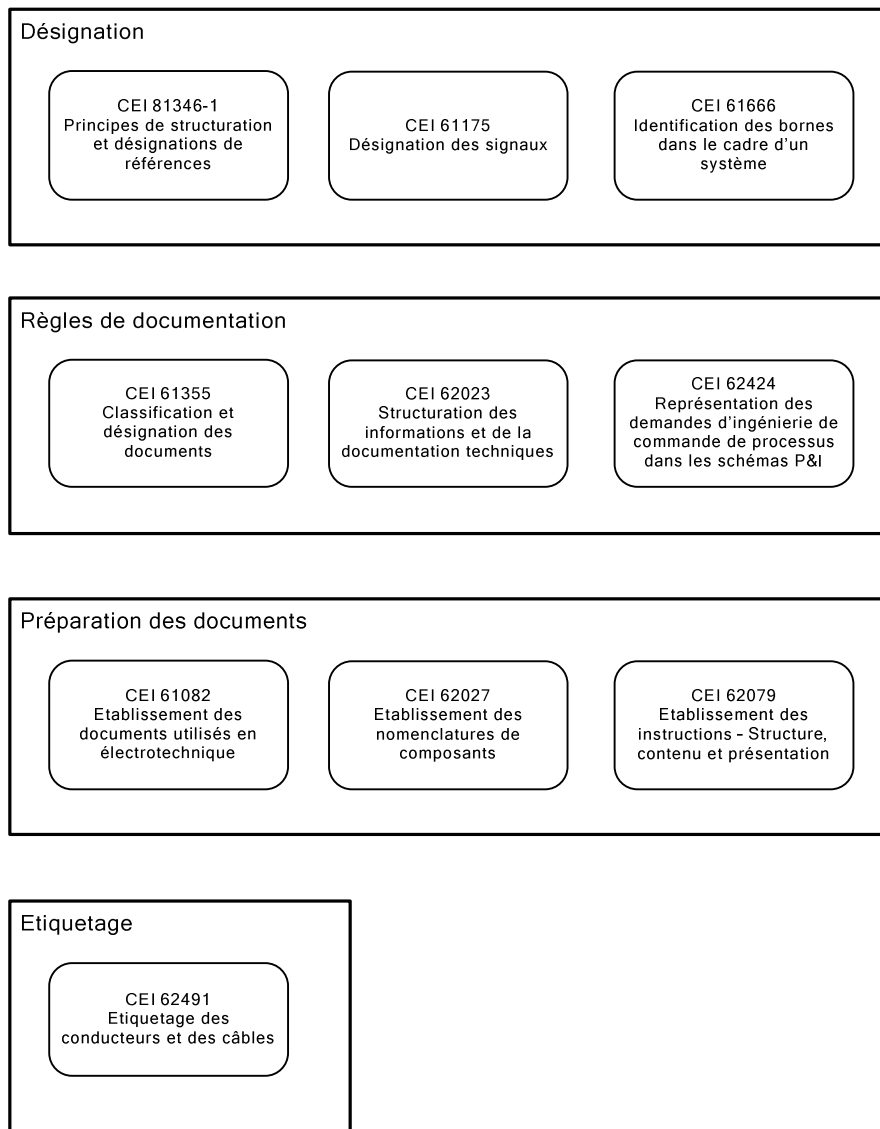 Désignation
CEI 81346-1
Principes de structuration
et désignations de
références
CEI 61175
Désignation des signaux
CEI 61666
Identification des bornes
dans le cadre d'un
système
Règles de documentation
CEI 61355
Classification et
désignation des
documents
CEI 62023
Structuration des
informations et de la
documentation techniques
CEI 62424
Représentation des
demandes d'ingénierie de
commande de processus
dans les schémas P&I
Préparation des documents
CEI 61082
Etablissement des
documents utilisés en
électrotechnique
CEI 62027
Etablissement des
nomenclatures de
composants
CEI 62079
Etablissement des
instructions – Structure,
contenu et présentation
Etiquetage
CEI 62491
Etiquetage des
conducteurs et des câbles